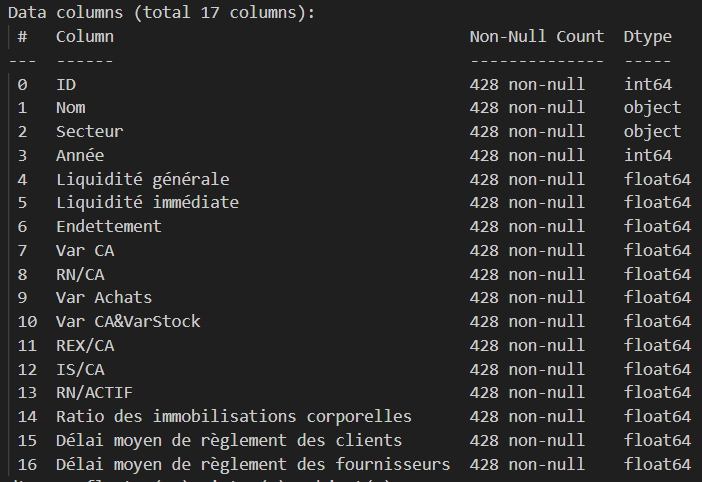 Data columns (total 17 columns):
 #   Column                                     Non-Null Count  Dtype
---  ------                                     --------------  -----
 0   ID                                         428 non-null    int64
 1   Nom                                        428 non-null    object
 2   Secteur                                    428 non-null    object
 3   Année                                      428 non-null    int64
 4   Liquidité générale                         428 non-null    float64
 5   Liquidité immédiate                        428 non-null    float64
 6   Endettement                                428 non-null    float64
 7   Var CA                                     428 non-null    float64
 8   RN/CA                                      428 non-null    float64
 9   Var Achats                                 428 non-null    float64
 10  Var CA&VarStock                            428 non-null    float64
 11  REX/CA                                     428 non-null    float64
 12  IS/CA                                      428 non-null    float64
 13  RN/ACTIF                                   428 non-null    float64
 14  Ratio des immobilisations corporelles      428 non-null    float64
 15  Délai moyen de règlement des clients       428 non-null    float64
 16  Délai moyen de règlement des fournisseurs  428 non-null    float64